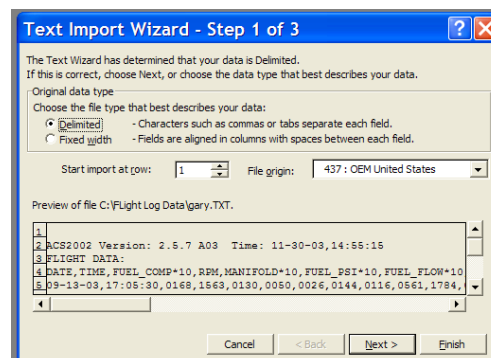 Text Import Wizard - Step 1 of 3
The Text Wizard has determined that your data is Delimited.
If this is correct, choose Next, or choose the data type that best describes your data.
Original data type
Choose the file type that best describes your data:
Delimited - Characters such as commas or tabs separate each field.
Fixed width - Fields are aligned in columns with spaces between each field.
Start import at row: 1 File origin: 437 : OEM United States
Preview of file C:\FLight Log Data\gary.TXT.
1
2 ACS2002 Version: 2.5.7 A03 Time: 11-30-03,14:55:15
3 FLIGHT DATA:
4 DATE,TIME,FUEL_COMP*10,RPM,MANIFOLD*10,FUEL_PSI*10,FUEL_FLOW*10
5 09-13-03,17:05:30,0168,1563,0130,0050,0026,0144,0116,0561,1784,
Cancel < Back Next > Finish